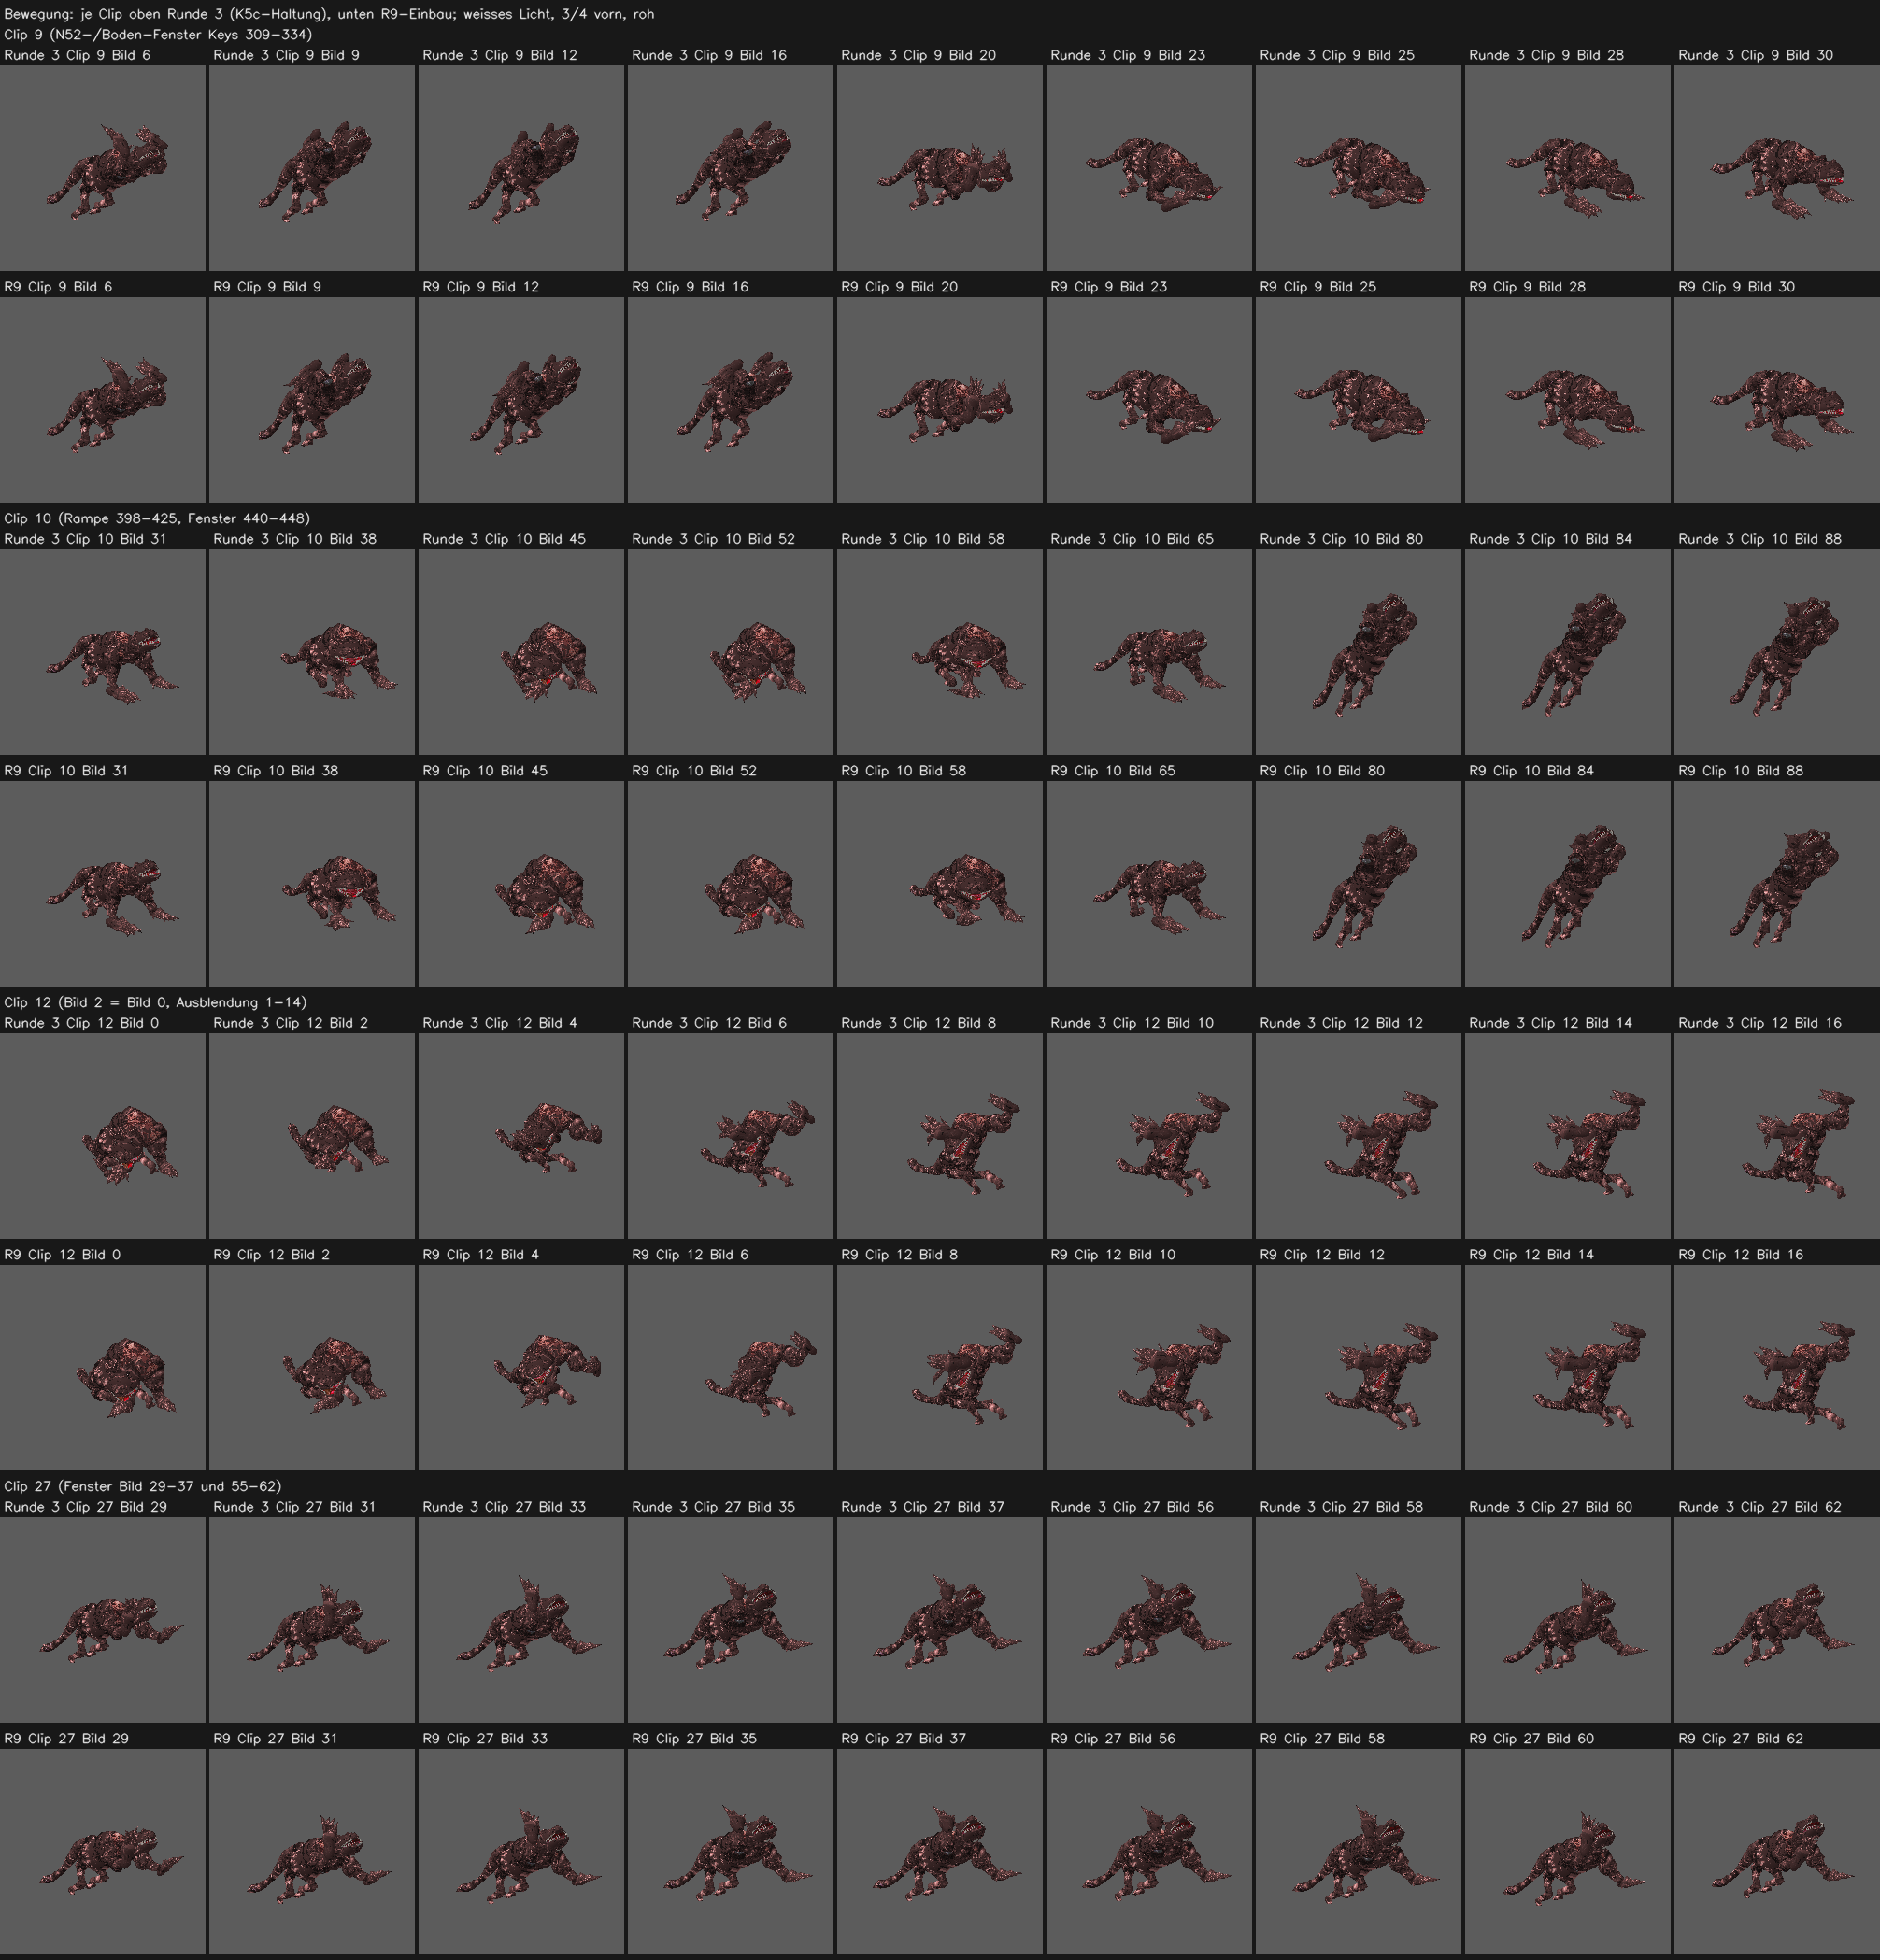 Bewegung: je Clip oben Runde 3 (K5c-Haltung), unten R9-Einbau; weisses Licht, 3/4 vorn, roh
Clip 9 (N52-/Boden-Fenster Keys 309-334)
Runde 3 Clip 9 Bild 6 Runde 3 Clip 9 Bild 9 Runde 3 Clip 9 Bild 12 Runde 3 Clip 9 Bild 16 Runde 3 Clip 9 Bild 20 Runde 3 Clip 9 Bild 23 Runde 3 Clip 9 Bild 25 Runde 3 Clip 9 Bild 28 Runde 3 Clip 9 Bild 30
R9 Clip 9 Bild 6 R9 Clip 9 Bild 9 R9 Clip 9 Bild 12 R9 Clip 9 Bild 16 R9 Clip 9 Bild 20 R9 Clip 9 Bild 23 R9 Clip 9 Bild 25 R9 Clip 9 Bild 28 R9 Clip 9 Bild 30
Clip 10 (Rampe 398-425, Fenster 440-448)
Runde 3 Clip 10 Bild 31 Runde 3 Clip 10 Bild 38 Runde 3 Clip 10 Bild 45 Runde 3 Clip 10 Bild 52 Runde 3 Clip 10 Bild 58 Runde 3 Clip 10 Bild 65 Runde 3 Clip 10 Bild 80 Runde 3 Clip 10 Bild 84 Runde 3 Clip 10 Bild 88
R9 Clip 10 Bild 31 R9 Clip 10 Bild 38 R9 Clip 10 Bild 45 R9 Clip 10 Bild 52 R9 Clip 10 Bild 58 R9 Clip 10 Bild 65 R9 Clip 10 Bild 80 R9 Clip 10 Bild 84 R9 Clip 10 Bild 88
Clip 12 (Bild 2 = Bild 0, Ausblendung 1-14)
Runde 3 Clip 12 Bild 0 Runde 3 Clip 12 Bild 2 Runde 3 Clip 12 Bild 4 Runde 3 Clip 12 Bild 6 Runde 3 Clip 12 Bild 8 Runde 3 Clip 12 Bild 10 Runde 3 Clip 12 Bild 12 Runde 3 Clip 12 Bild 14 Runde 3 Clip 12 Bild 16
R9 Clip 12 Bild 0 R9 Clip 12 Bild 2 R9 Clip 12 Bild 4 R9 Clip 12 Bild 6 R9 Clip 12 Bild 8 R9 Clip 12 Bild 10 R9 Clip 12 Bild 12 R9 Clip 12 Bild 14 R9 Clip 12 Bild 16
Clip 27 (Fenster Bild 29-37 und 55-62)
Runde 3 Clip 27 Bild 29 Runde 3 Clip 27 Bild 31 Runde 3 Clip 27 Bild 33 Runde 3 Clip 27 Bild 35 Runde 3 Clip 27 Bild 37 Runde 3 Clip 27 Bild 56 Runde 3 Clip 27 Bild 58 Runde 3 Clip 27 Bild 60 Runde 3 Clip 27 Bild 62
R9 Clip 27 Bild 29 R9 Clip 27 Bild 31 R9 Clip 27 Bild 33 R9 Clip 27 Bild 35 R9 Clip 27 Bild 37 R9 Clip 27 Bild 56 R9 Clip 27 Bild 58 R9 Clip 27 Bild 60 R9 Clip 27 Bild 62